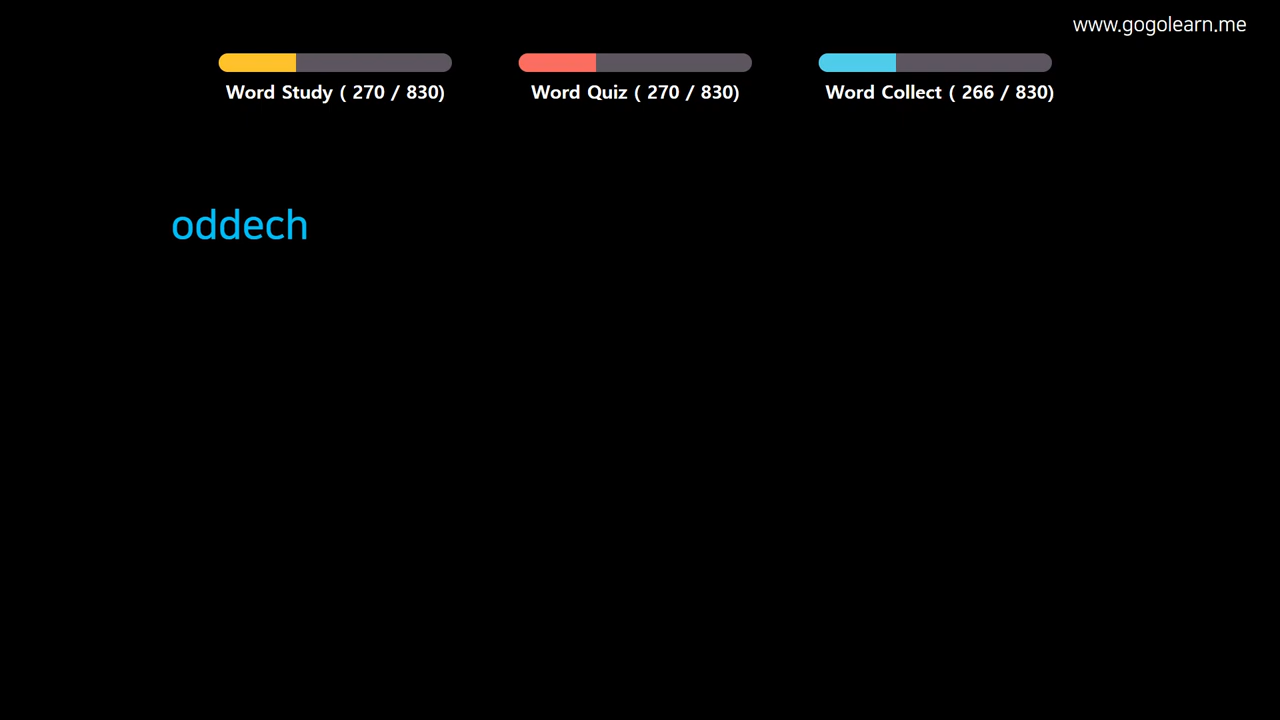 www.gogolearn.me
Word Study ( 270 / 830)
Word Quiz ( 270 / 830)
Word Collect ( 266 / 830)
oddech